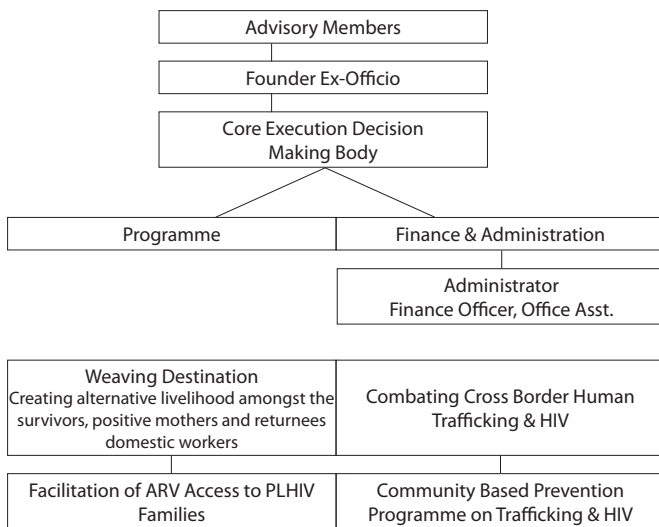 Advisory Members
Founder Ex-Officio
Core Execution Decision
Making Body
Programme
Finance & Administration
Administrator
Finance Officer, Office Asst.
Weaving Destination
Creating alternative livelihood amongst the
survivors, positive mothers and returnees
domestic workers
Combating Cross Border Human
Trafficking & HIV
Facilitation of ARV Access to PLHIV
Families
Community Based Prevention
Programme on Trafficking & HIV